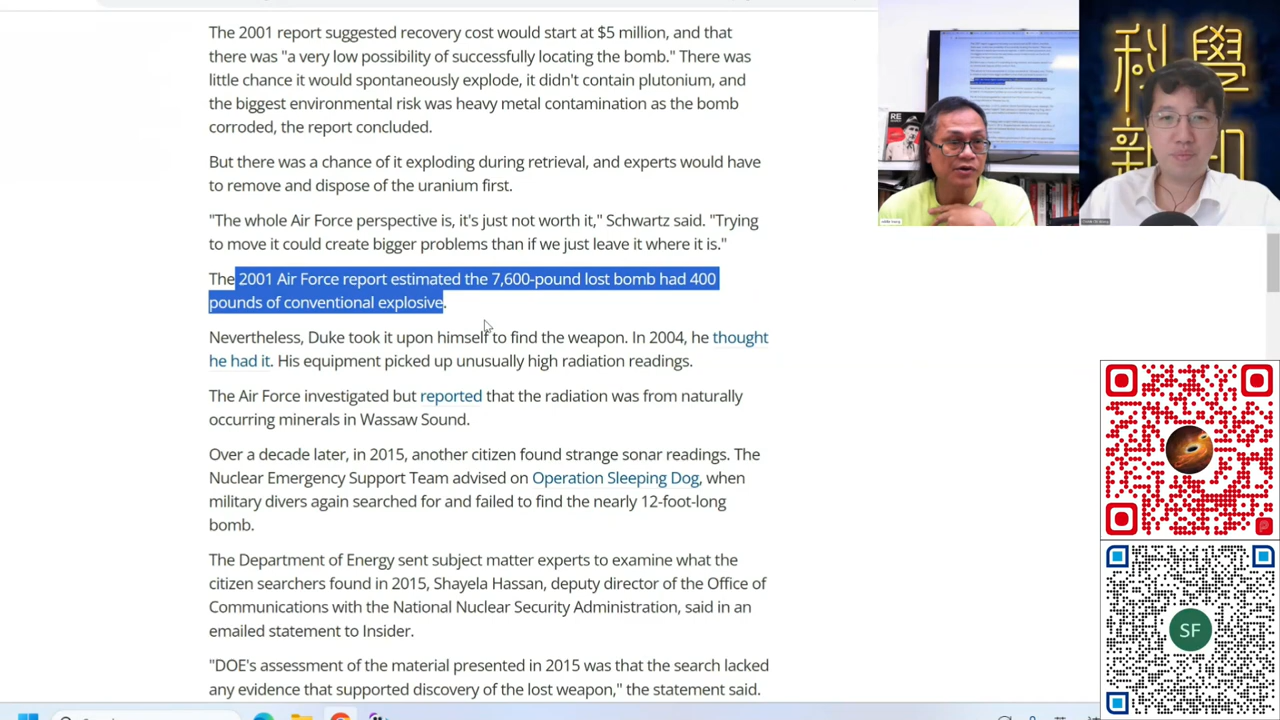 The 2001 report suggested recovery cost would start at $5 million, and that
there was "a very low possibility of successfully locating the bomb." There was
little chance of it spontaneously exploding, if it did contain plutonium, and
the biggest risk would be from heavy metal contamination as the bomb
corroded, the report concluded.
But there was a chance of it exploding during retrieval, and experts would have
to remove and dispose of the uranium first.
"The whole Air Force perspective is, it's just not worth it," Schwartz said. "Trying
to move it could create bigger problems than if we just leave it where it is."
The 2001 Air Force report estimated the 7,600-pound lost bomb had 400
pounds of conventional explosive.
Nevertheless, Duke took it upon himself to find the weapon. In 2004, he thought
he had it. His equipment picked up unusually high radiation readings.
The Air Force investigated but reported that the radiation was from naturally
occurring minerals in Wassaw Sound.
Over a decade later, in 2015, another citizen found strange sonar readings. The
Nuclear Emergency Support Team acted on Operation Sleeping Dog, when
military divers again searched but didn't find the nearly 12-foot-long
bomb.
The Department of Energy sent subject matter experts to examine what the
citizen searchers found in 2015, Shayela Hassan, deputy director of the Office of
Communications with the National Nuclear Security Administration, said in an
emailed statement to Insider.
"DOE's assessment of the material presented in 2015 was that the search lacked
any evidence that supported discovery of the lost weapon," the statement said.
RE
科學
新知
SF